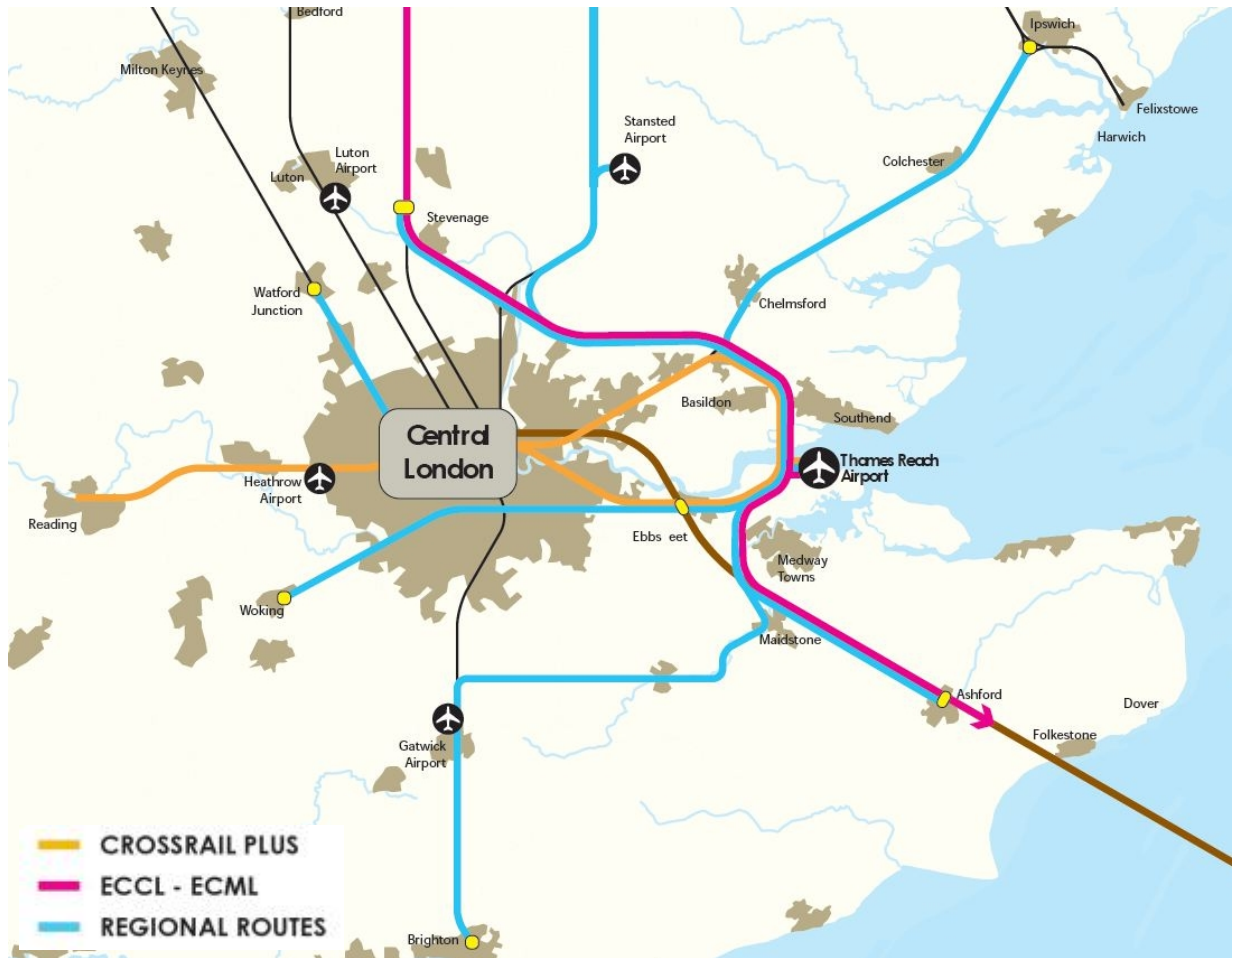 Bedford
Ipswich
Milton Keynes
Felixstowe
Stansted
Airport
Harwich
Luton
Airport
Luton
Colchester
Stevenage
Watford
Junction
Chelmsford
Basildon
Southend
Central
London
Thames Reach
Airport
Heathrow
Airport
Reading
Ebbs eet
Medway
Towns
Woking
Maidstone
Ashford
Dover
Folkestone
Gatwick
Airport
CROSSRAIL PLUS
ECCL - ECML
REGIONAL ROUTES
Brighton